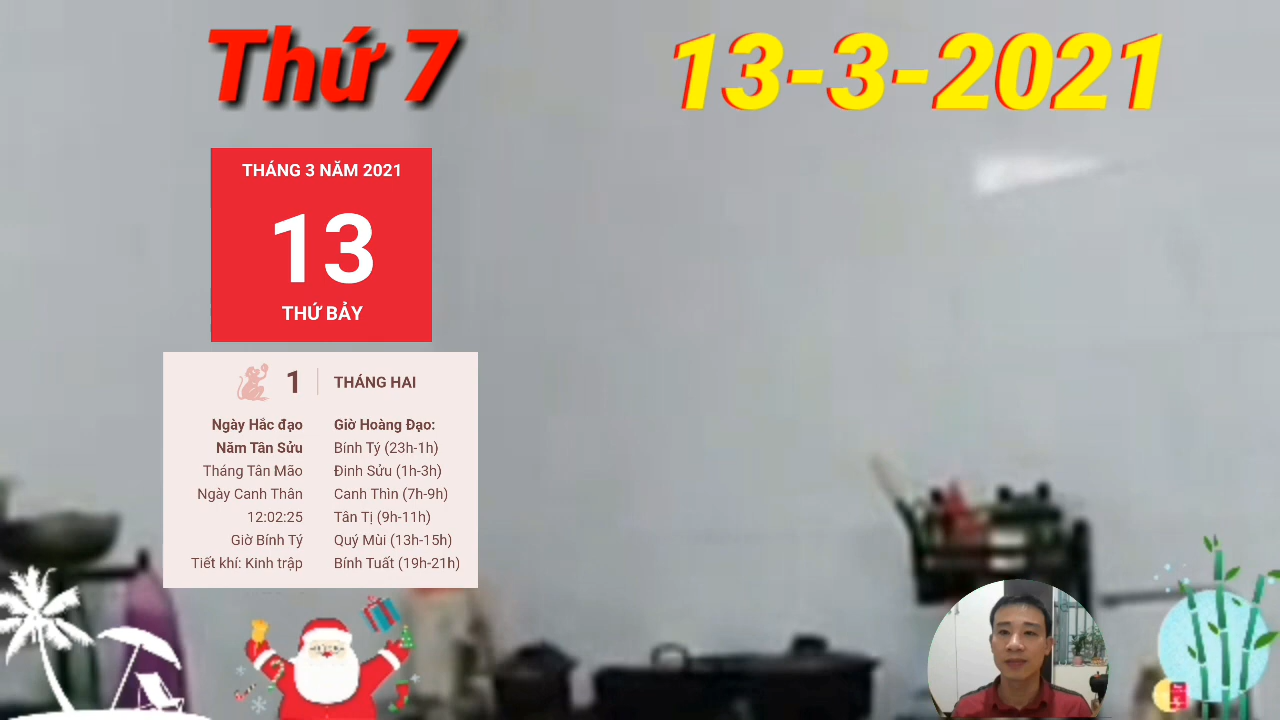 Thứ 7
13-3-2021
THÁNG 3 NĂM 2021
13
THỨ BẢY
1
THÁNG HAI
Ngày Hắc đạo
Năm Tân Sửu
Tháng Tân Mão
Ngày Canh Thân
12:02:25
Giờ Bính Tý
Tiết khí: Kinh trập
Giờ Hoàng Đạo:
Bính Tý (23h-1h)
Đinh Sửu (1h-3h)
Canh Thìn (7h-9h)
Tân Tị (9h-11h)
Quý Mùi (13h-15h)
Bính Tuất (19h-21h)